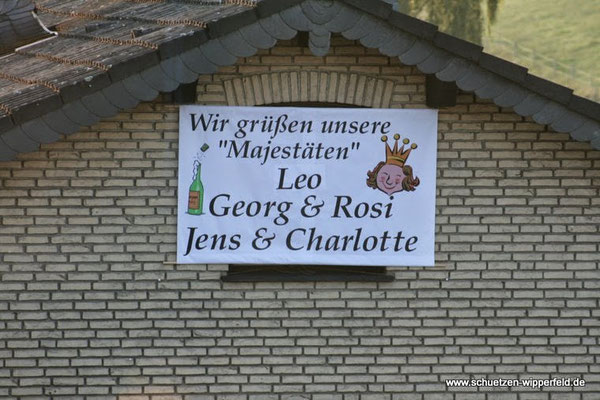 Wir grüßen unsere
"Majestäten"
Leo
Georg & Rosi
Jens & Charlotte
www.schuetzen-wipperfeld.de